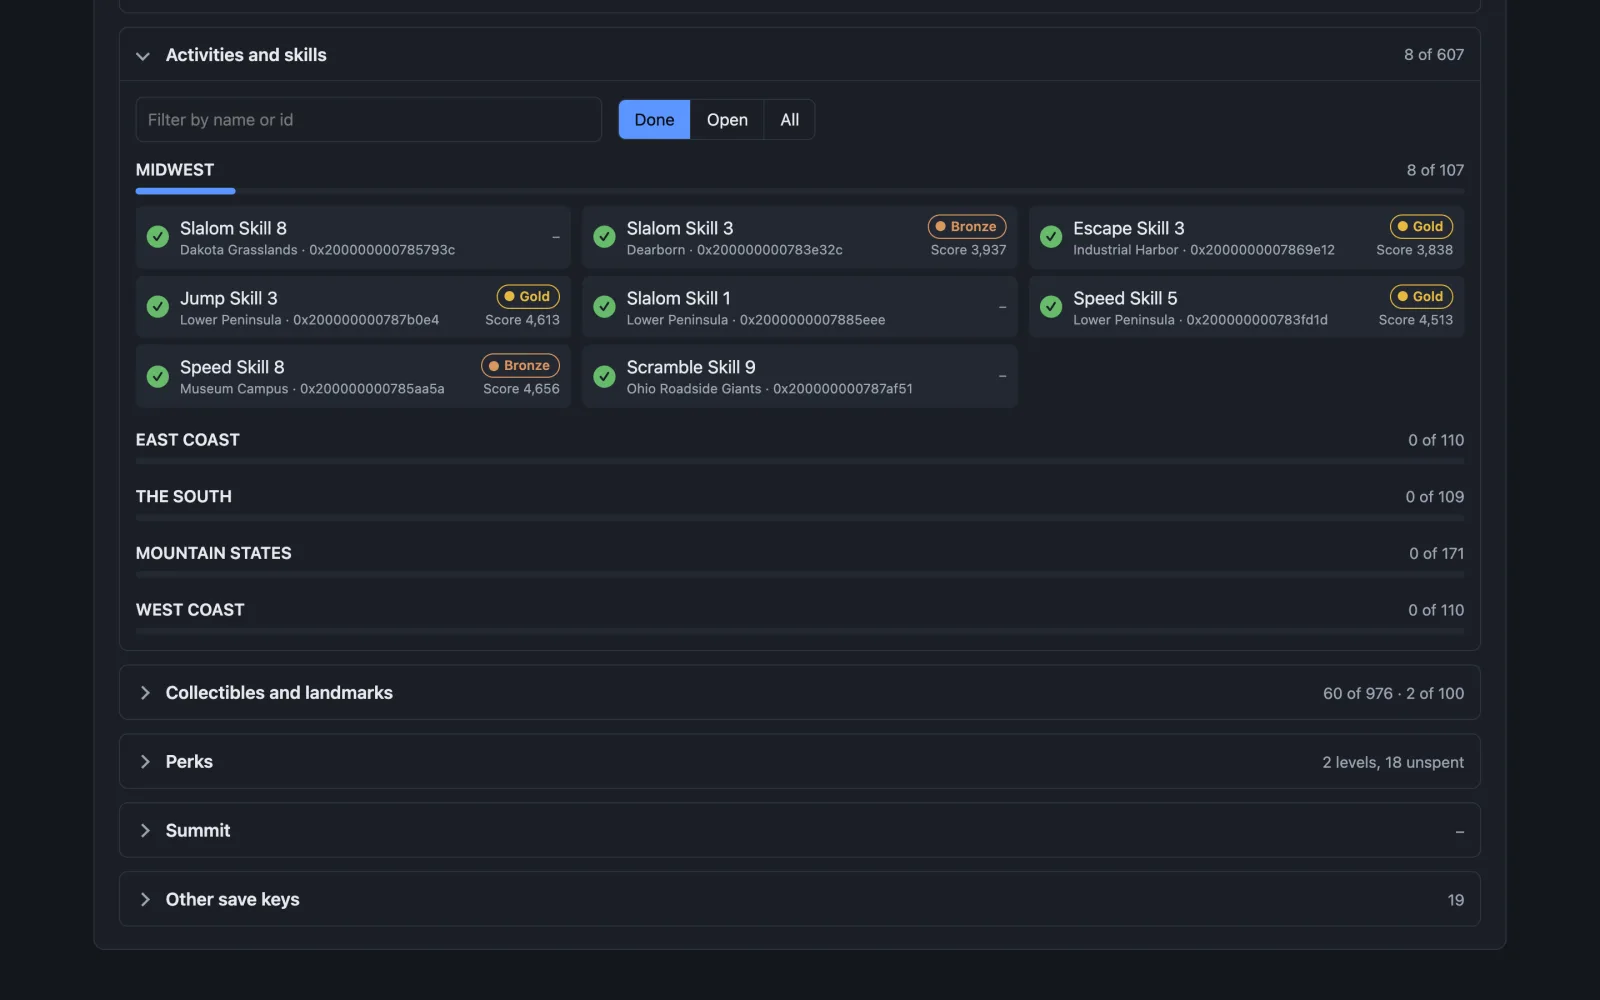 Activities and skills 8 of 607
Filter by name or id Done Open All
MIDWEST 8 of 107
Slalom Skill 8
Dakota Grasslands · 0x200000000785793c
–
Slalom Skill 3 Bronze
Dearborn · 0x200000000783e32c Score 3,937
Escape Skill 3 Gold
Industrial Harbor · 0x2000000007869e12 Score 3,838
Jump Skill 3 Gold
Lower Peninsula · 0x200000000787b0e4 Score 4,613
Slalom Skill 1
Lower Peninsula · 0x2000000007885eee
–
Speed Skill 5 Gold
Lower Peninsula · 0x200000000783fd1d Score 4,513
Speed Skill 8 Bronze
Museum Campus · 0x200000000785aa5a Score 4,656
Scramble Skill 9
Ohio Roadside Giants · 0x200000000787af51
–
EAST COAST 0 of 110
THE SOUTH 0 of 109
MOUNTAIN STATES 0 of 171
WEST COAST 0 of 110
Collectibles and landmarks 60 of 976 · 2 of 100
Perks 2 levels, 18 unspent
Summit –
Other save keys 19